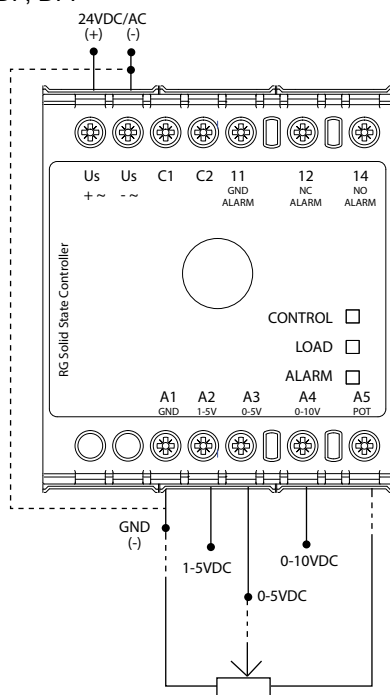 24VDC/AC
(+) (-)
Us Us C1 C2 11 12 14
+ ~ - ~ GND NC NO
ALARM ALARM ALARM
RG Solid State Controller
CONTROL
LOAD
ALARM
A1 A2 A3 A4 A5
GND 1-5V 0-5V 0-10V POT
GND
(-)
1-5VDC
0-10VDC
0-5VDC